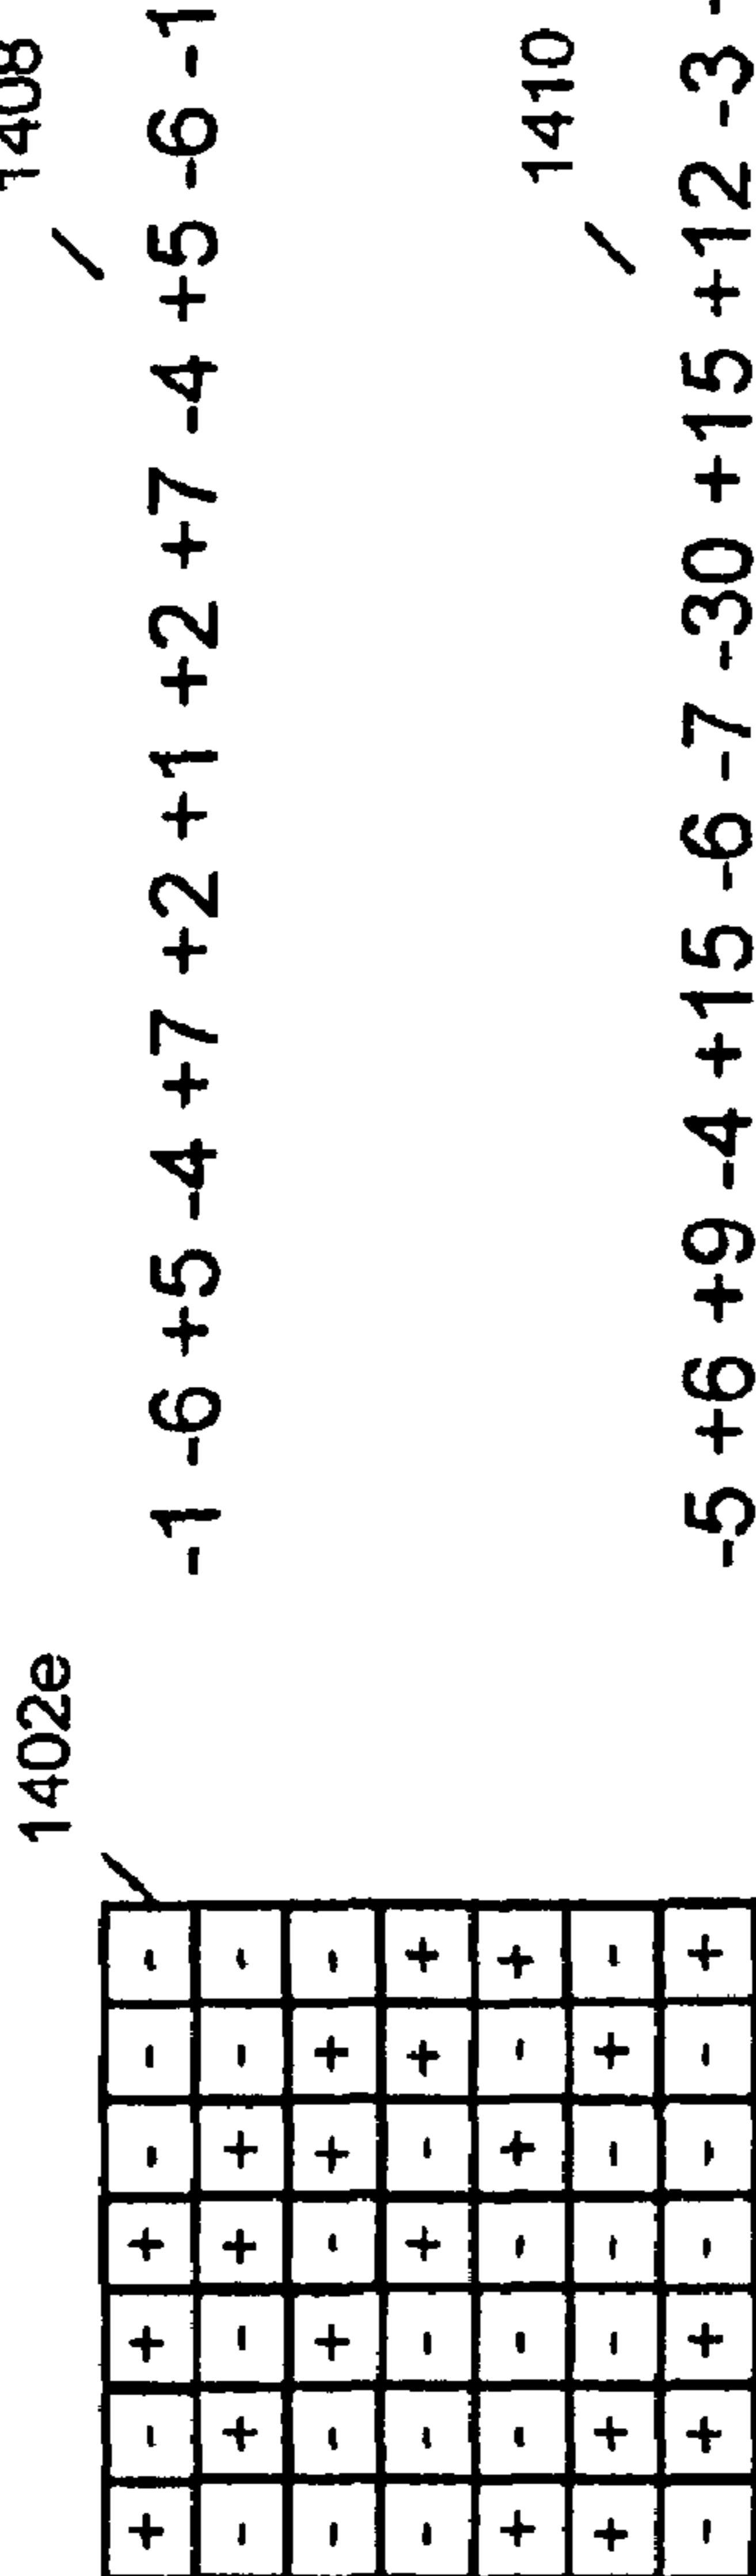 1402e
1408
+ - + + - - -
- + - + + - -
- - + - + + -
- - - + - + +
+ - - - + - +
+ + - - - + -
- + + - - - +
-1 -6 +5 -4 +7 +2 +1 +2 +7 -4 +5 -6 -1
1410
-5 +6 +9 -4 +15 -6 -7 -30 +15 +12 -3 -